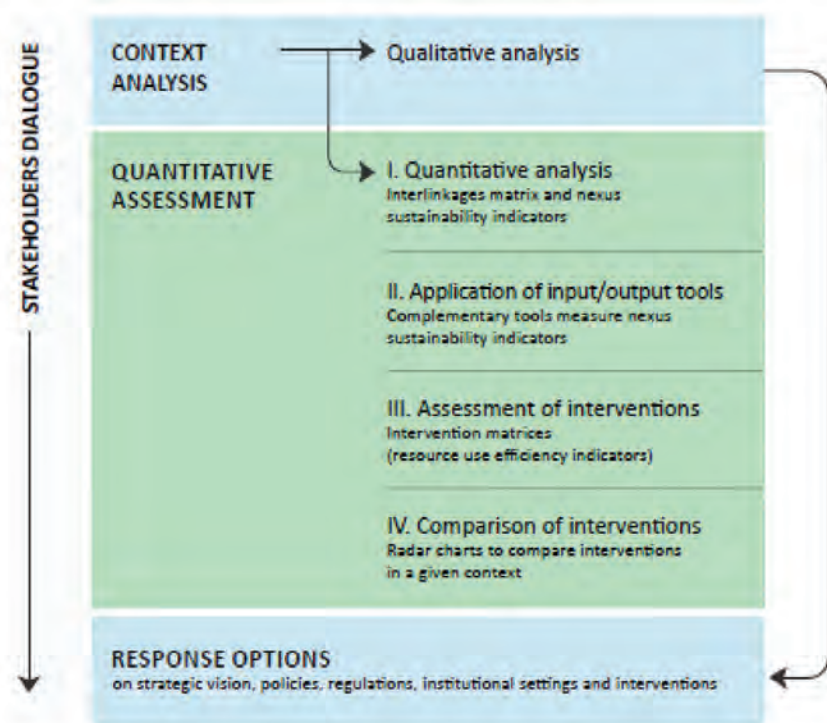 STAKEHOLDERS DIALOGUE
CONTEXT
ANALYSIS
Qualitative analysis
QUANTITATIVE
ASSESSMENT
I. Quantitative analysis
Interlinkages matrix and nexus
sustainability indicators
II. Application of input/output tools
Complementary tools measure nexus
sustainability indicators
III. Assessment of interventions
Intervention matrices
(resource use efficiency indicators)
IV. Comparison of interventions
Radar charts to compare interventions
in a given context
RESPONSE OPTIONS
on strategic vision, policies, regulations, institutional settings and interventions